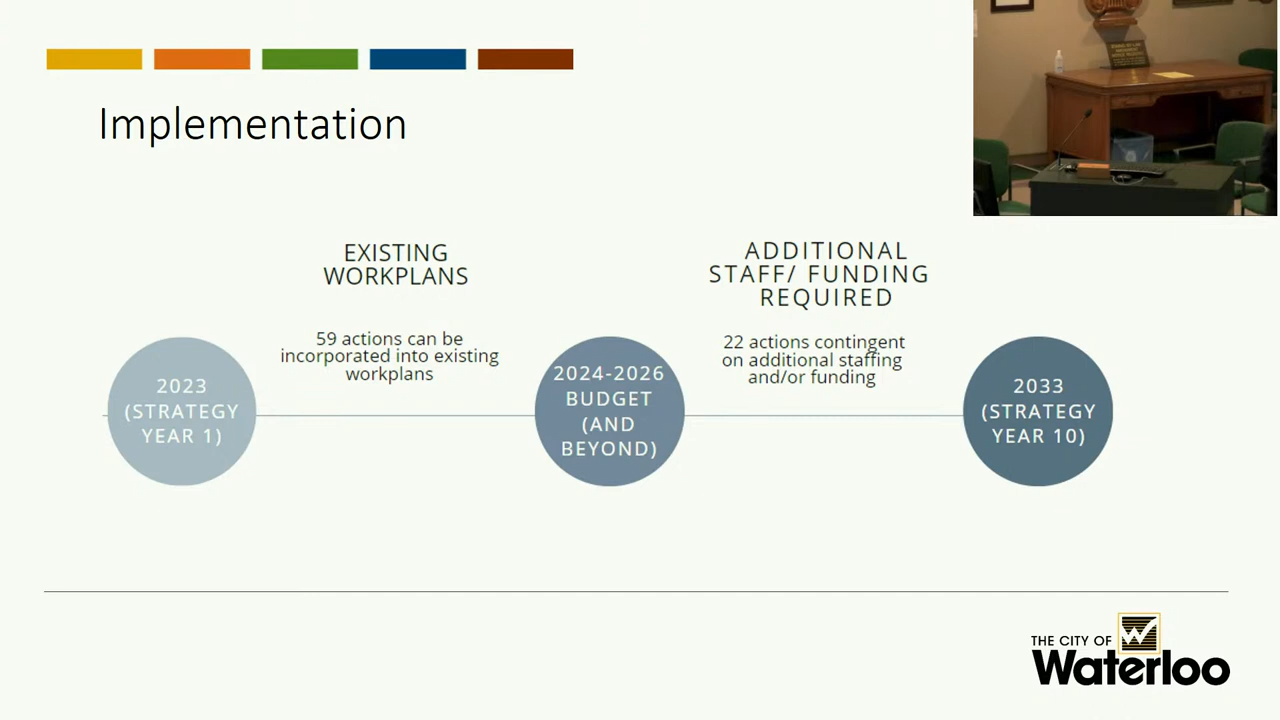 Implementation
EXISTING
WORKPLANS
59 actions can be
incorporated into existing
workplans
ADDITIONAL
STAFF/ FUNDING
REQUIRED
22 actions contingent
on additional staffing
and/or funding
2023
(STRATEGY
YEAR 1)
2024-2026
BUDGET
(AND
BEYOND)
2033
(STRATEGY
YEAR 10)
THE CITY OF
Waterloo